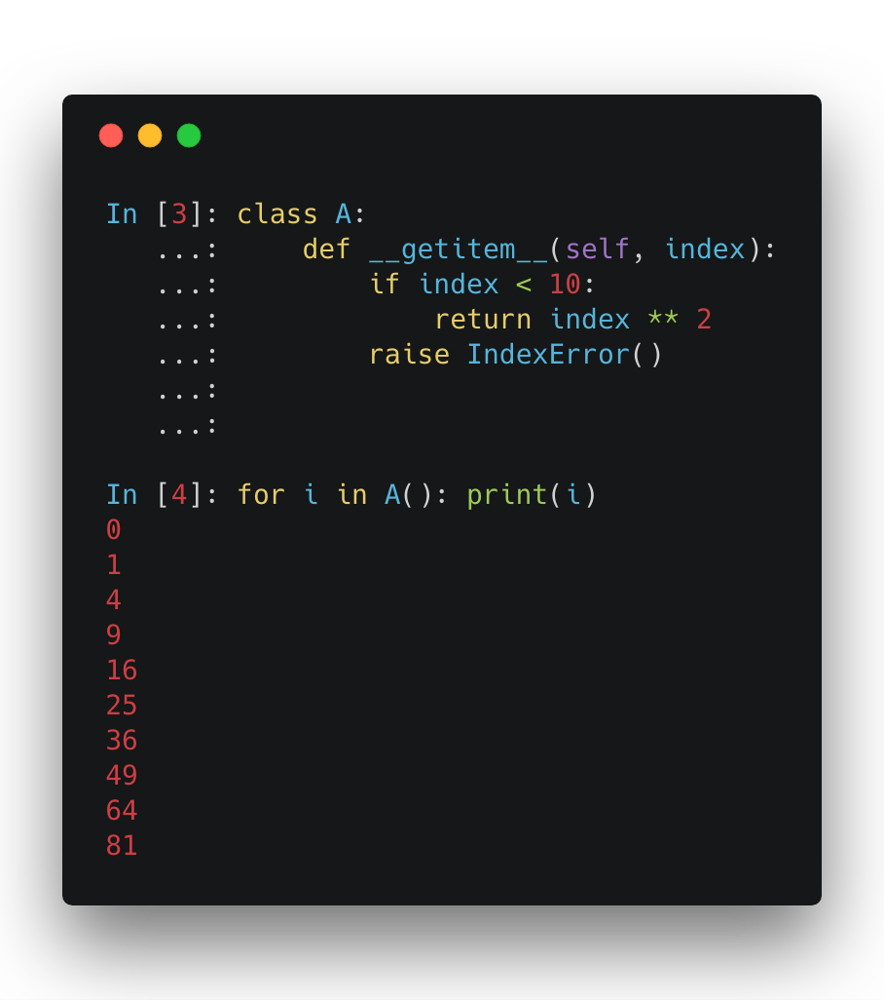 In [3]: class A:
   ...:     def __getitem__(self, index):
   ...:         if index < 10:
   ...:             return index ** 2
   ...:         raise IndexError()
   ...:
   ...:
In [4]: for i in A(): print(i)
0
1
4
9
16
25
36
49
64
81